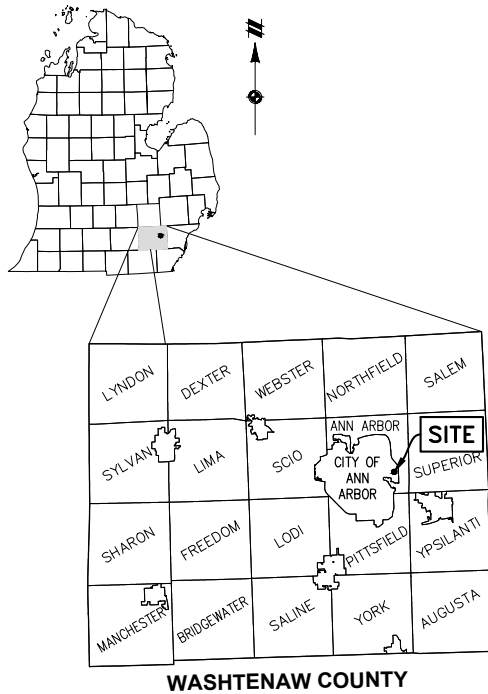 N
LYNDON
DEXTER
WEBSTER
NORTHFIELD
SALEM
SYLVAN
LIMA
SCIO
ANN ARBOR
CITY OF
ANN
ARBOR
SITE
SUPERIOR
SHARON
FREEDOM
LODI
PITTSFIELD
YPSILANTI
MANCHESTER
BRIDGEWATER
SALINE
YORK
AUGUSTA
WASHTENAW COUNTY